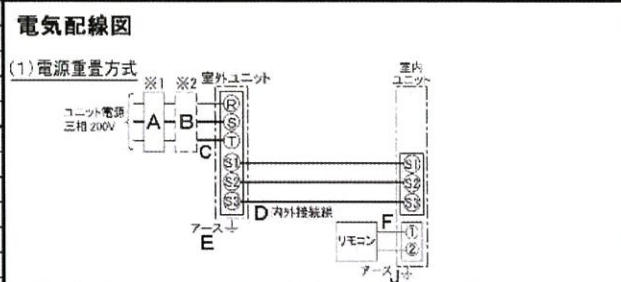 電気配線図
(1)電源重畳方式
※1 ※2 室外ユニット 室内
ユニット
ユニット電源
三相200V
A B
R
S
T
C
S1 S1
S2 S2
S3 S3
D 内外接続線
アース
E
リモコン
F
①
②
アース J